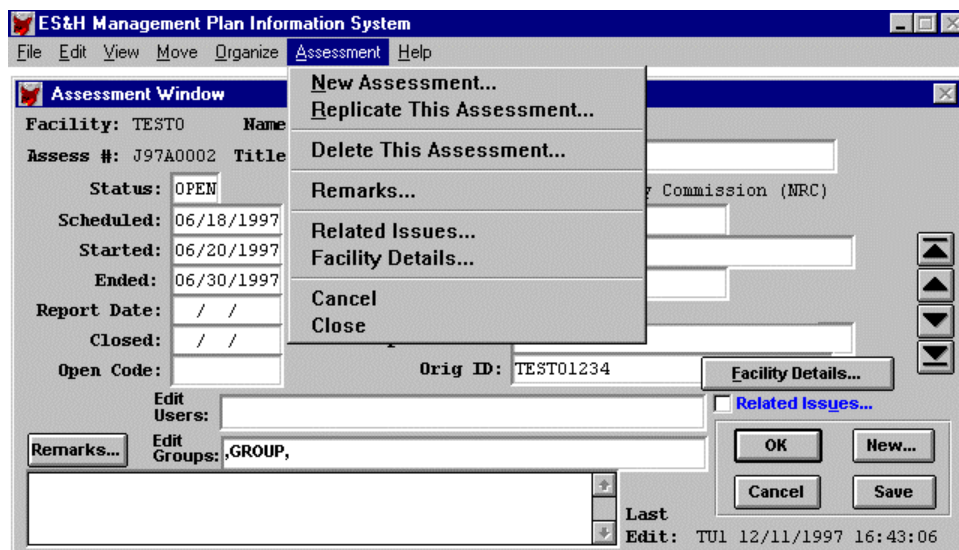 ES&H Management Plan Information System
File Edit View Move Organize Assessment Help
New Assessment...
Replicate This Assessment...
Delete This Assessment...
Remarks...
Related Issues...
Facility Details...
Cancel
Close
Assessment Window
Facility: TEST0 Name
Assess #: J97A0002 Title
Status: OPEN Commission (NRC)
Scheduled: 06/18/1997
Started: 06/20/1997
Ended: 06/30/1997
Report Date: / /
Closed: / /
Open Code: Orig ID: TEST01234
Facility Details...
Edit Users:
Related Issues...
Remarks... Edit Groups: ,GROUP,
OK New...
Cancel Save
Last
Edit: TU1 12/11/1997 16:43:06